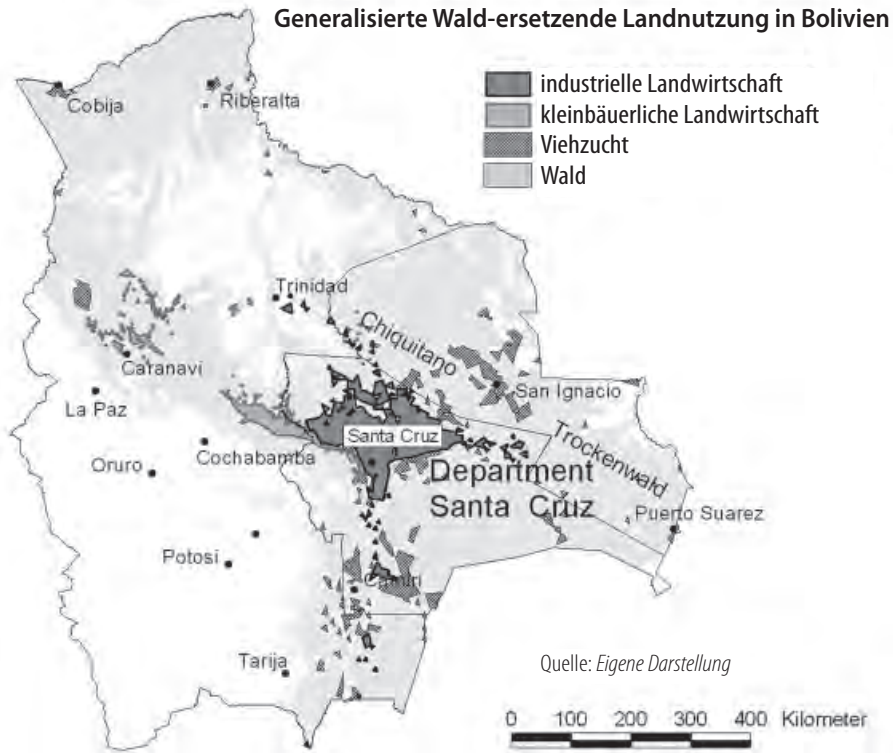 Generalisierte Wald-ersetzende Landnutzung in Bolivien
industrielle Landwirtschaft
kleinbäuerliche Landwirtschaft
Viehzucht
Wald
Cobija
Riberalta
Trinidad
Chiquitano
Caranavi
San Ignacio
La Paz
Santa Cruz
Trockenwald
Cochabamba
Oruro
Department
Santa Cruz
Puerto Suarez
Potosi
Camiri
Tarija
Quelle: Eigene Darstellung
0 100 200 300 400 Kilometer